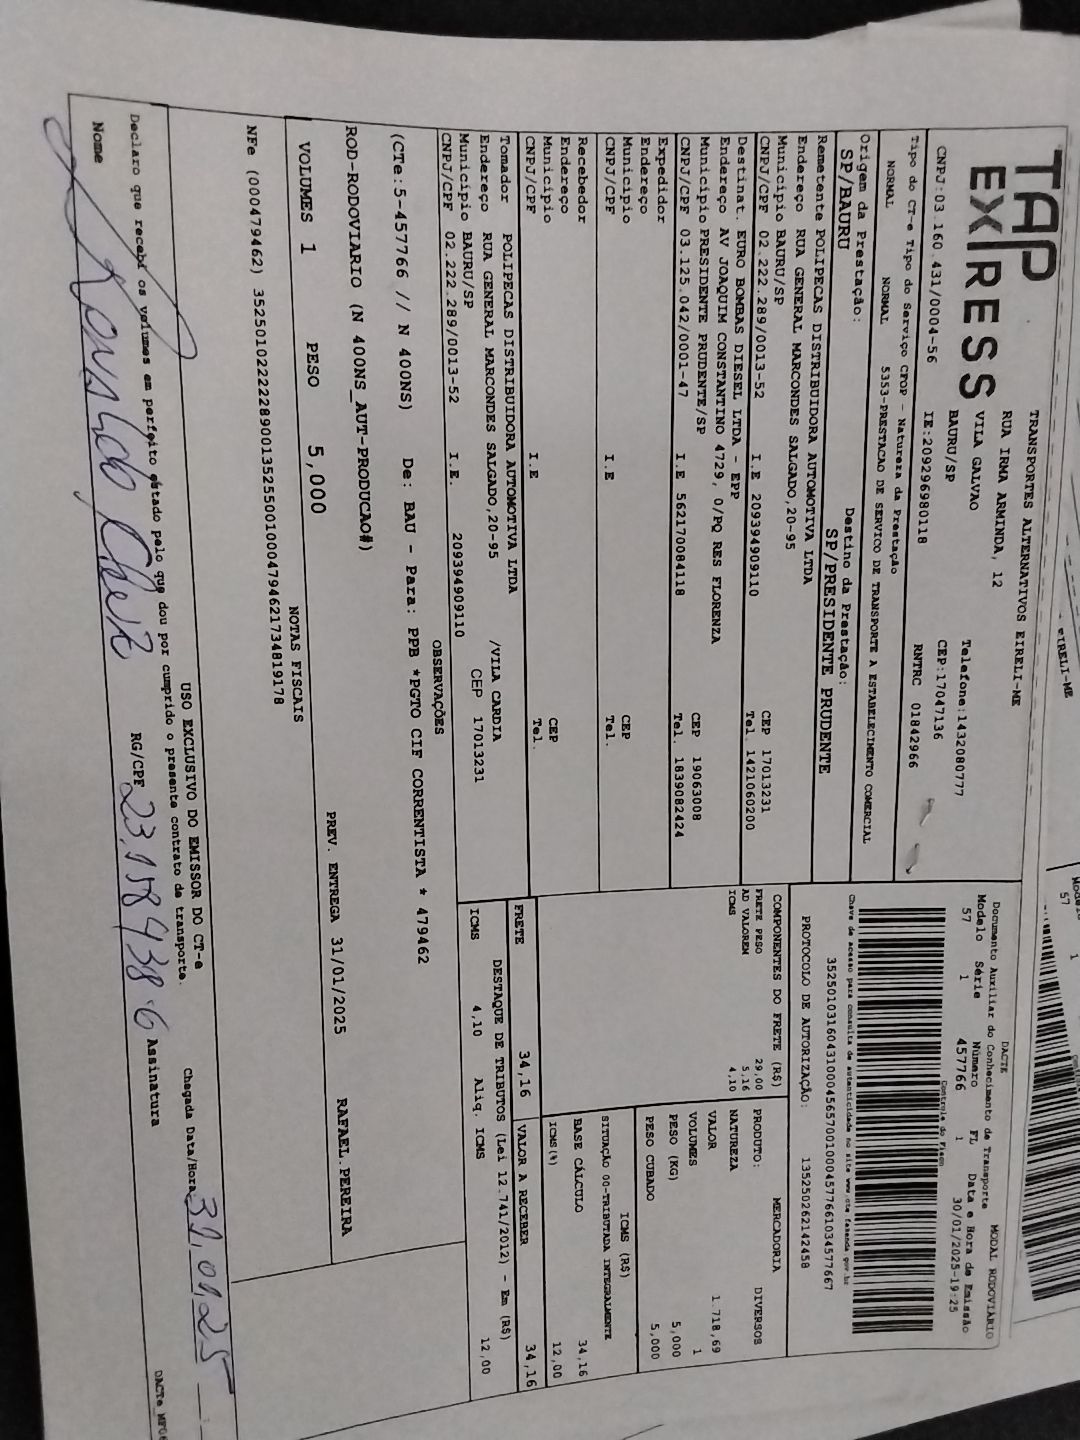 TAP
EXPRESS
TRANSPORTES ALTERNATIVOS EIRELI-ME
RUA IRMA ARMINDA, 12
VILA GALVAO
BAURU/SP
Telefone:1432080777
CEP:17047136
CNPJ:03.160.431/0004-56 IE:209296980118 RNTRC 01842966
Tipo do CT-e Tipo do Serviço CFOP - Natureza da Prestação
NORMAL NORMAL 5353-PRESTACAO DE SERVICO DE TRANSPORTE A ESTABELECIMENTO COMERCIAL
Origem da Prestação: Destino da Prestação:
SP/BAURU SP/PRESIDENTE PRUDENTE
Remetente POLIPECAS DISTRIBUIDORA AUTOMOTIVA LTDA
Endereço RUA GENERAL MARCONDES SALGADO,20-95
Município BAURU/SP CEP 17013231
CNPJ/CPF 02.222.289/0013-52 I.E 209394909110 Tel. 1421060200
Destinat. EURO BOMBAS DIESEL LTDA - EPP
Endereço AV JOAQUIM CONSTANTINO 4729, 0/PQ RES FLORENZA
Município PRESIDENTE PRUDENTE/SP CEP 19063008
CNPJ/CPF 03.125.042/0001-47 I.E 562170084118 Tel. 1839082424
Expedidor
Endereço
Município CEP
CNPJ/CPF I.E Tel.
Recebedor
Endereço
Município CEP
CNPJ/CPF I.E Tel.
Tomador POLIPECAS DISTRIBUIDORA AUTOMOTIVA LTDA
Endereço RUA GENERAL MARCONDES SALGADO,20-95 /VILA CARDIA
Município BAURU/SP CEP 17013231
CNPJ/CPF 02.222.289/0013-52 I.E. 209394909110
DACTE
Documento Auxiliar do Conhecimento de Transporte MODAL RODOVIÁRIO
Modelo Série Número FL Data e Hora de Emissão
57 1 457766 1 30/01/2025-19:25
Controle do Fisco
35250103160431000456570010004577661034577667
Chave de acesso para consulta de autenticidade no site www.cte.fazenda.gov.br
PROTOCOLO DE AUTORIZAÇÃO: 135250262142458
COMPONENTES DO FRETE (R$)
FRETE PESO 29,00
AD VALOREM 5,16
ICMS 4,10
MERCADORIA
PRODUTO: DIVERSOS
NATUREZA
VALOR 1.718,69
VOLUMES 1
PESO (KG) 5,000
PESO CUBADO 5,000
ICMS (R$)
SITUAÇÃO 00-TRIBUTADA INTEGRALMENTE
BASE CÁLCULO 34,16
ICMS(%) 12,00
FRETE 34,16 VALOR A RECEBER 34,16
DESTAQUE DE TRIBUTOS (Lei 12.741/2012) - Em (R$)
ICMS 4,10 Aliq. ICMS 12,00
OBSERVAÇÕES
(CTe:5-457766 // N 400NS) De: BAU - Para: PPB *PGTO CIF CORRENTISTA * 479462
ROD-RODOVIARIO (N 400NS_AUT-PRODUCAO#)
VOLUMES 1 PESO 5,000 PREV. ENTREGA 31/01/2025 RAFAEL.PEREIRA
NOTAS FISCAIS
NFe (000479462) 35250102222289001352550010004794621734819178
USO EXCLUSIVO DO EMISSOR DO CT-e
Declaro que recebi os volumes em perfeito estado pelo que dou por cumprido o presente contrato de transporte.
Chegada Data/Hora 31.01.25
Nome RG/CPF Assinatura